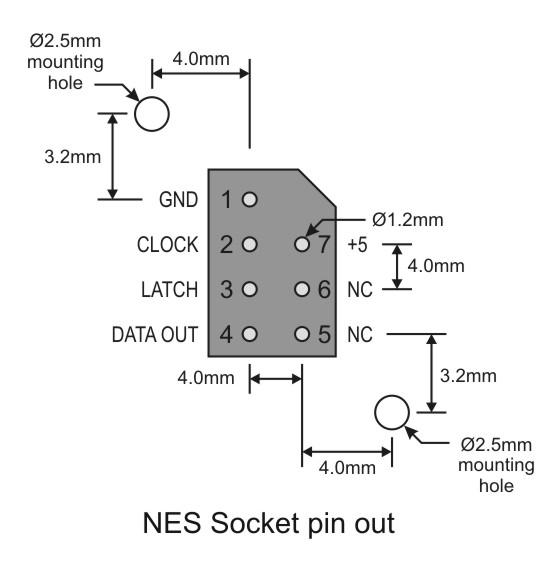 Ø2.5mm
mounting
hole
4.0mm
3.2mm
GND 1
Ø1.2mm
CLOCK 2 7 +5
4.0mm
LATCH 3 6 NC
DATA OUT 4 5 NC
4.0mm
3.2mm
Ø2.5mm
mounting
hole
4.0mm
NES Socket pin out